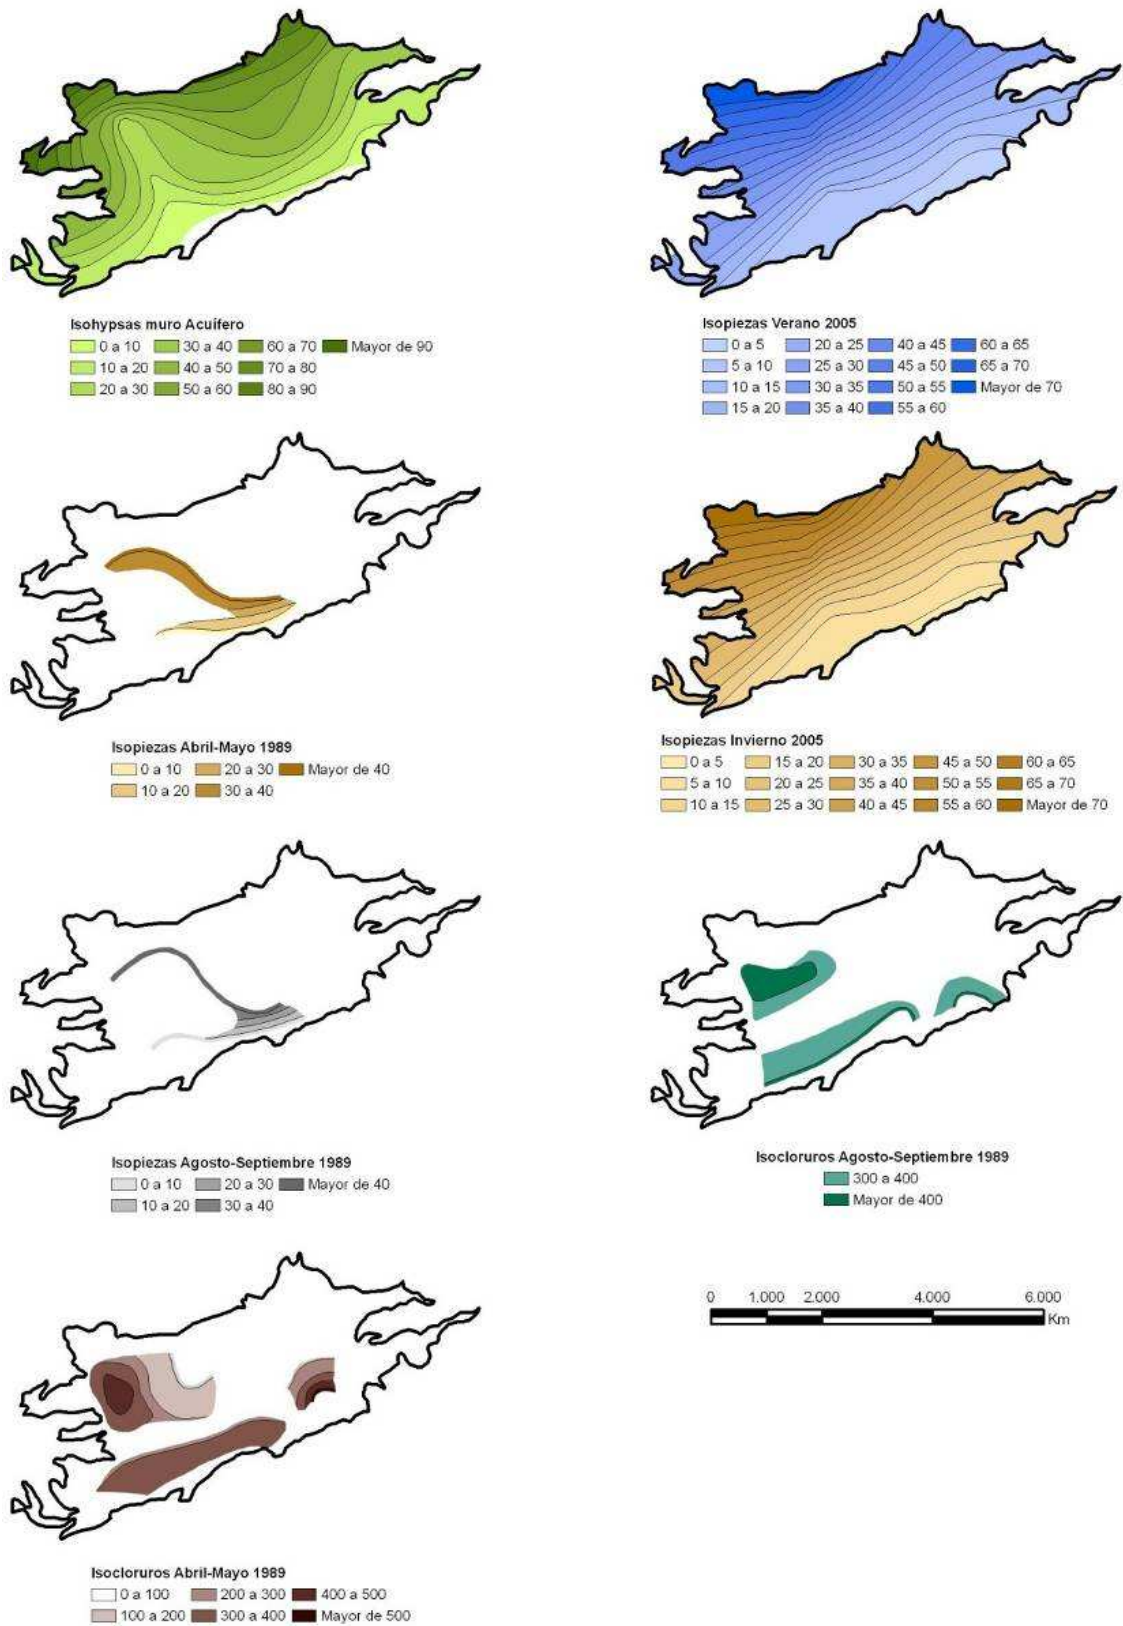 Isohypsas muro Acuífero
0 a 10 30 a 40 60 a 70 Mayor de 90
10 a 20 40 a 50 70 a 80
20 a 30 50 a 60 80 a 90
Isopiezas Verano 2005
0 a 5 20 a 25 40 a 45 60 a 65
5 a 10 25 a 30 45 a 50 65 a 70
10 a 15 30 a 35 50 a 55 Mayor de 70
15 a 20 35 a 40 55 a 60
Isopiezas Abril-Mayo 1989
0 a 10 20 a 30 Mayor de 40
10 a 20 30 a 40
Isopiezas Invierno 2005
0 a 5 15 a 20 30 a 35 45 a 50 60 a 65
5 a 10 20 a 25 35 a 40 50 a 55 65 a 70
10 a 15 25 a 30 40 a 45 55 a 60 Mayor de 70
Isopiezas Agosto-Septiembre 1989
0 a 10 20 a 30 Mayor de 40
10 a 20 30 a 40
Isocloruros Agosto-Septiembre 1989
300 a 400
Mayor de 400
Isocloruros Abril-Mayo 1989
0 a 100 200 a 300 400 a 500
100 a 200 300 a 400 Mayor de 500
0 1.000 2.000 4.000 6.000
Km